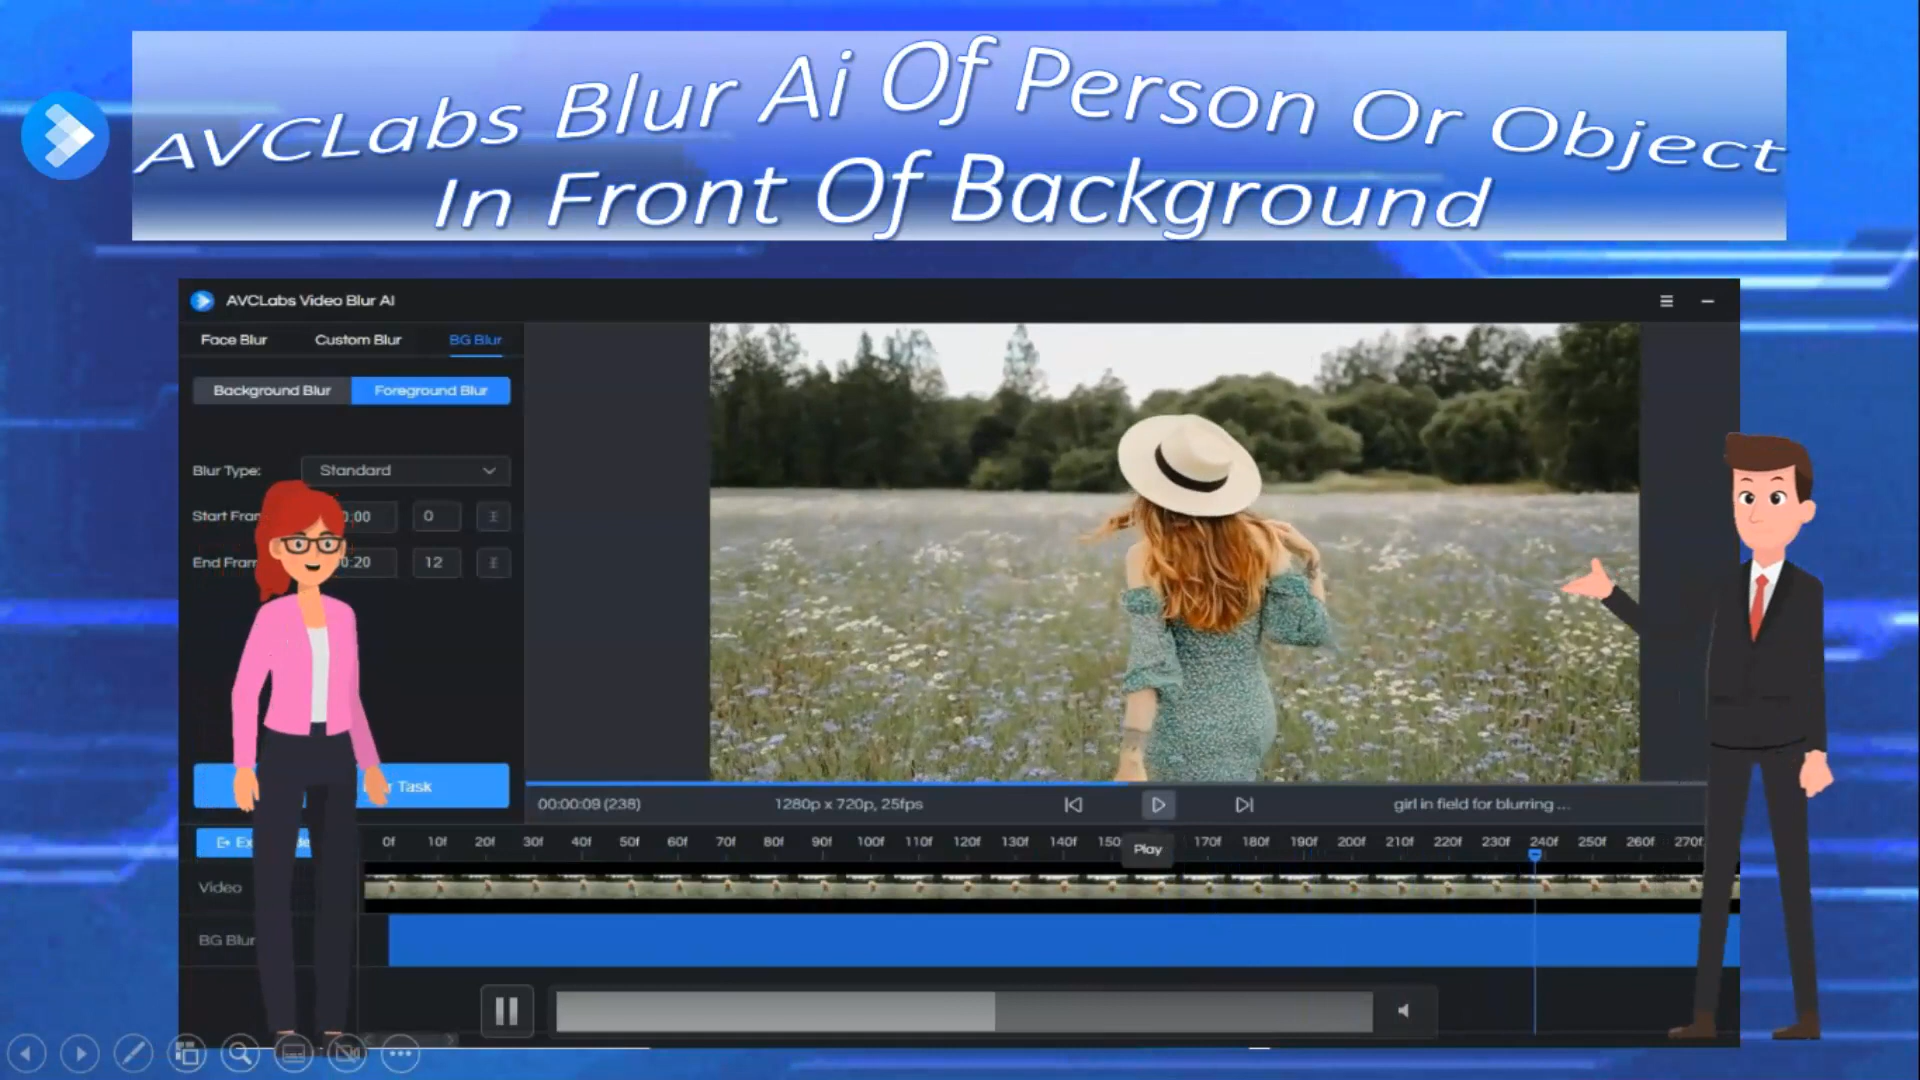 AVCLabs Blur Ai Of Person Or Object
In Front Of Background
AVCLabs Video Blur AI
Face Blur Custom Blur BG Blur
Background Blur Foreground Blur
Blur Type: Standard
Start 0
End 12
Task
00:00:09 (238) 1280p x 720p, 25fps girl in field for blurring ...
0f 10f 20f 30f 40f 50f 60f 70f 80f 90f 100f 110f 120f 130f 140f 170f 180f 190f 200f 210f 220f 230f 240f 250f 260f 270f
Play
Video
BG Blur